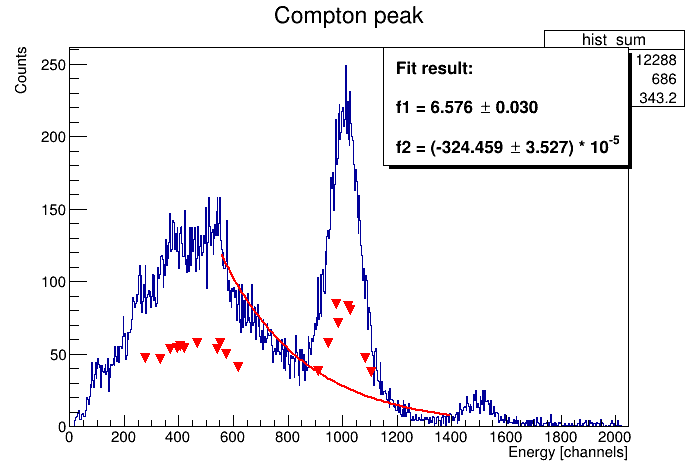 Compton peak
hist_sum
12288
686
343.2
Fit result:
f1 = 6.576 ± 0.030
f2 = (-324.459 ± 3.527) * 10^-5
Counts
250
200
150
100
50
0
0 200 400 600 800 1000 1200 1400 1600 1800 2000
Energy [channels]